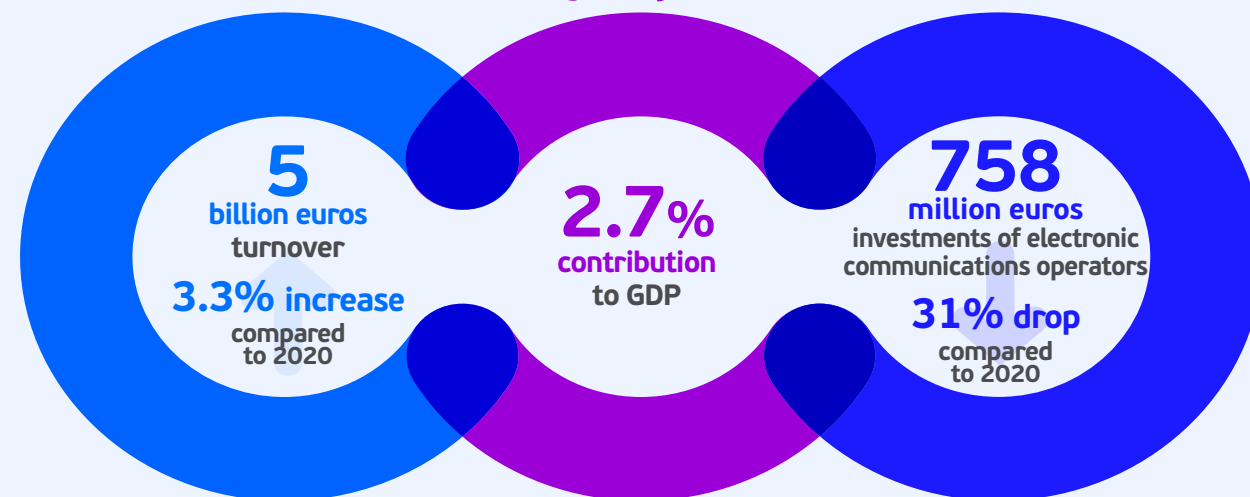 5
billion euros
turnover
3.3% increase
compared
to 2020
2.7%
contribution
to GDP
758
million euros
investments of electronic
communications operators
31% drop
compared
to 2020